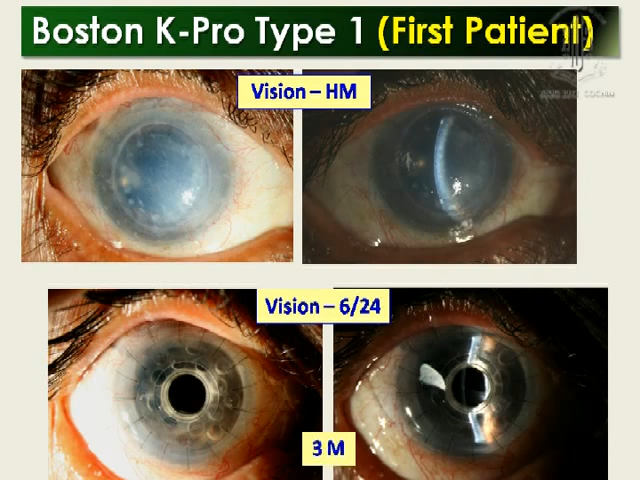 Boston K-Pro Type 1 (First Patient)
Vision – HM
Vision – 6/24
3 M